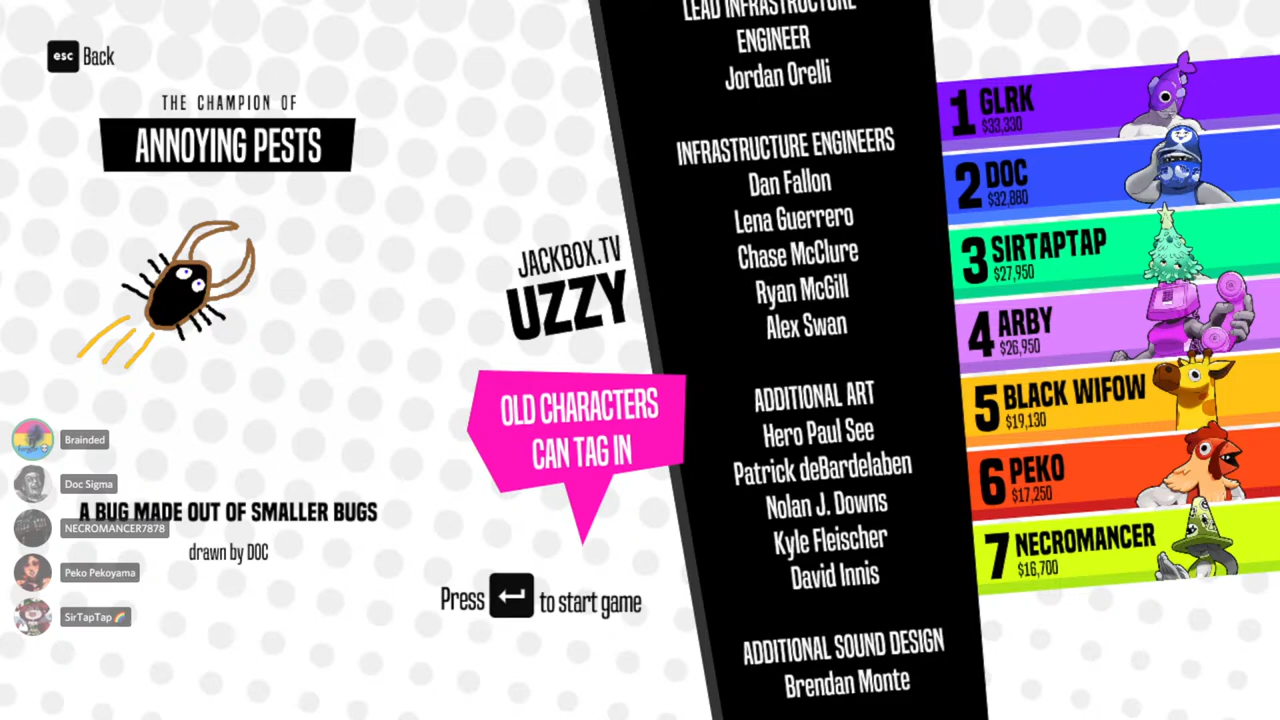 esc Back
THE CHAMPION OF
ANNOYING PESTS
A BUG MADE OUT OF SMALLER BUGS
drawn by DOC
Brainded
Doc Sigma
NECROMANCER7878
Peko Pekoyama
SirTapTap 🌈
JACKBOX.TV
UZZY
OLD CHARACTERS
CAN TAG IN
Press ↵ to start game
LEAD INFRASTRUCTURE
ENGINEER
Jordan Orelli
INFRASTRUCTURE ENGINEERS
Dan Fallon
Lena Guerrero
Chase McClure
Ryan McGill
Alex Swan
ADDITIONAL ART
Hero Paul See
Patrick deBardelaben
Nolan J. Downs
Kyle Fleischer
David Innis
ADDITIONAL SOUND DESIGN
Brendan Monte
1 GLRK
$33,330
2 DOC
$32,880
3 SIRTAPTAP
$27,950
4 ARBY
$26,950
5 BLACK WIFOW
$19,130
6 PEKO
$17,250
7 NECROMANCER
$16,700